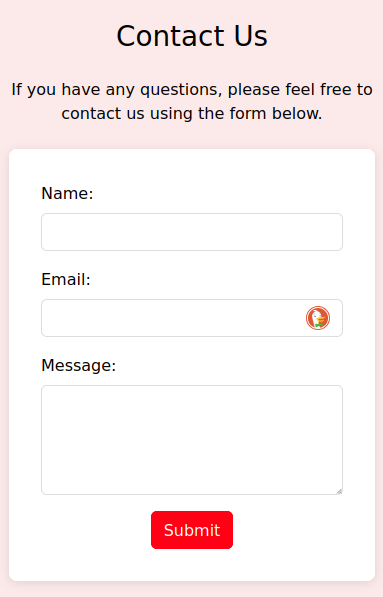 Contact Us
If you have any questions, please feel free to
contact us using the form below.
Name:
Email:
Message:
Submit